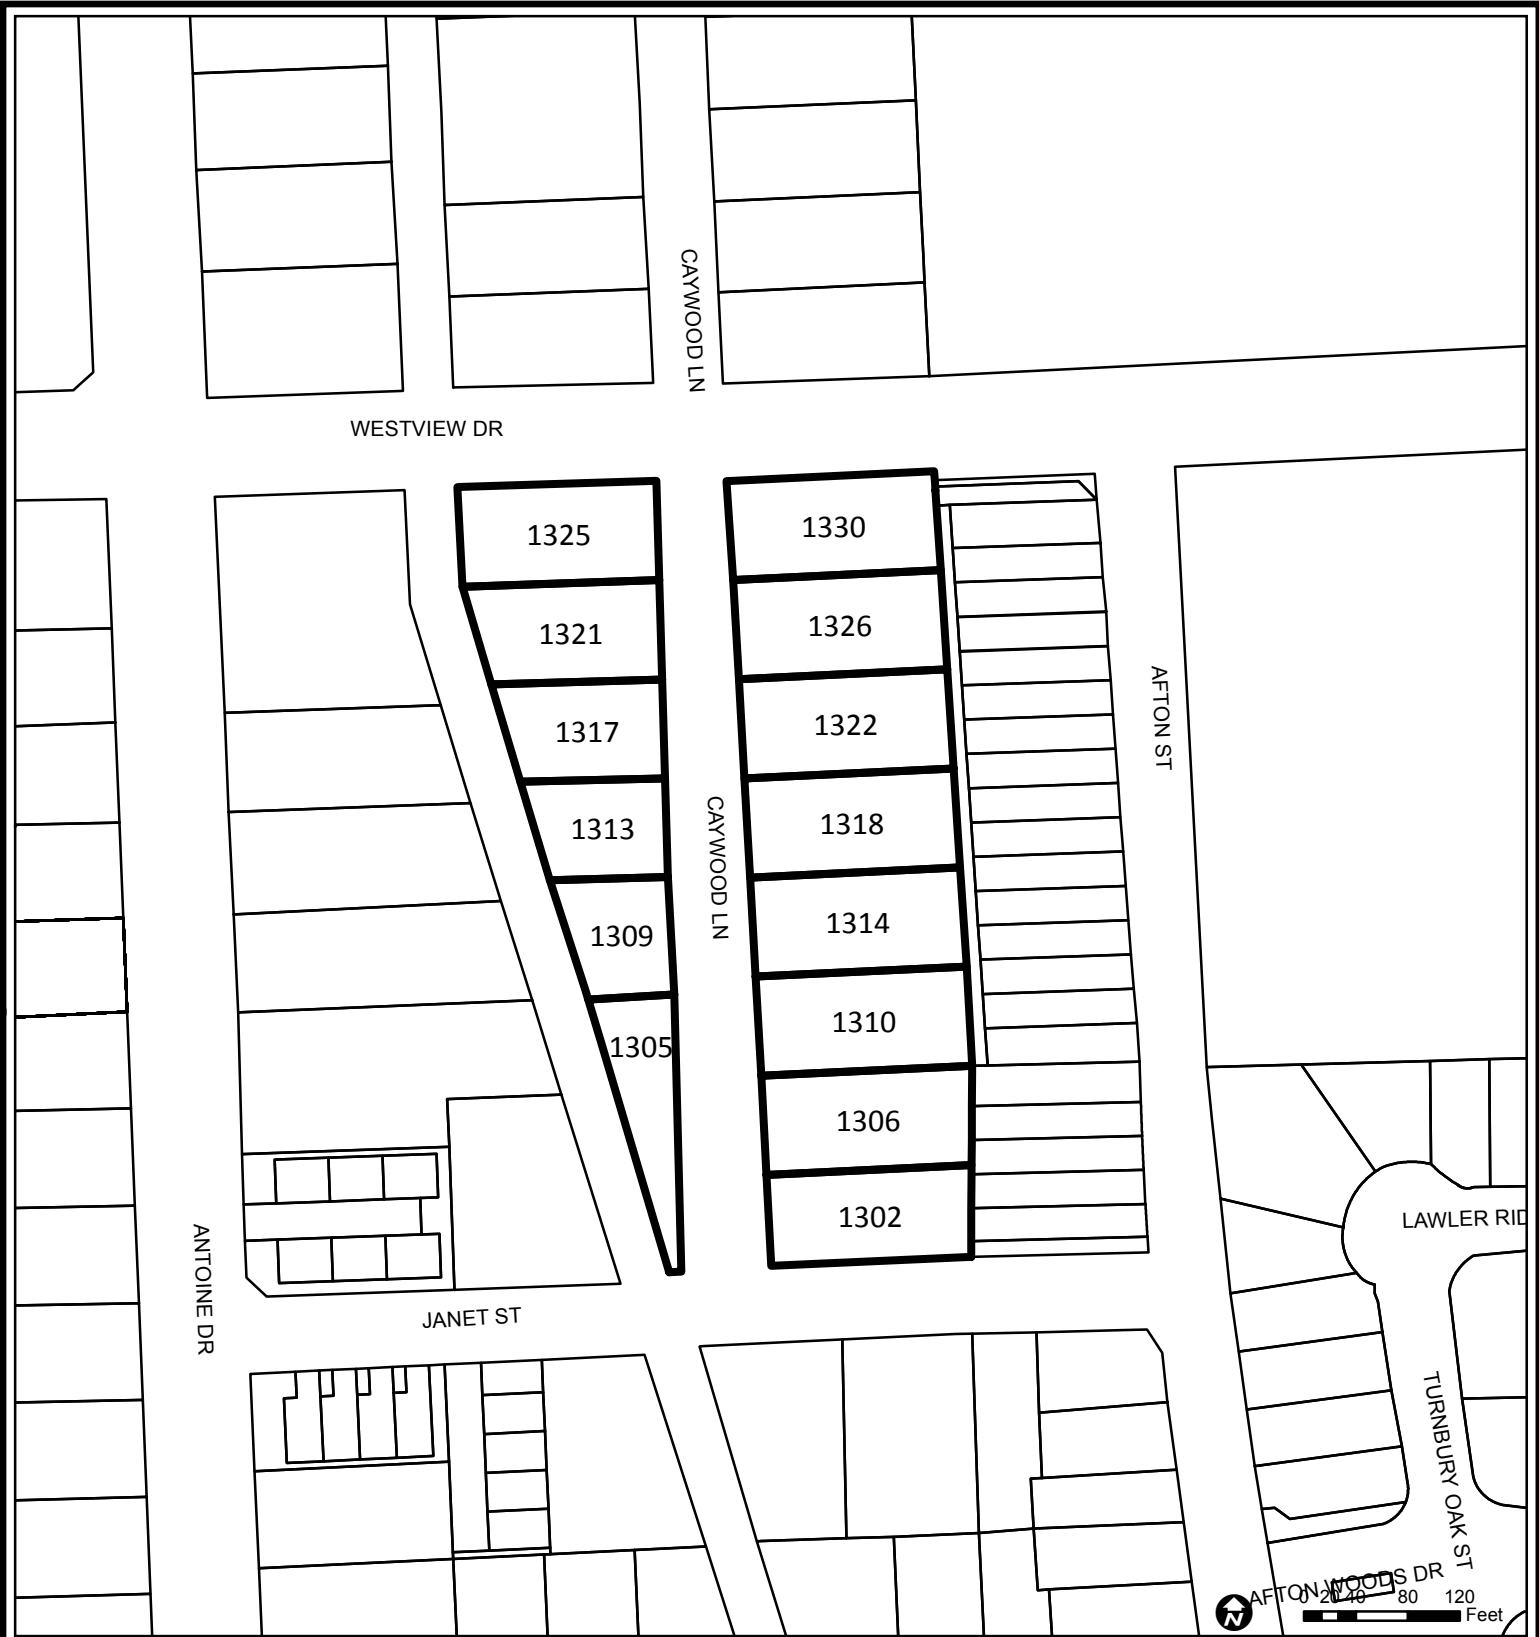 CAYWOOD LN
WESTVIEW DR
1325
1330
1321
1326
1317
1322
1313
1318
1309
1314
1305
1310
1306
1302
CAYWOOD LN
AFTON ST
ANTOINE DR
JANET ST
LAWLER RID
TURNBURY OAK ST
AFTON WOODS DR
0 20 40 80 120
Feet
N